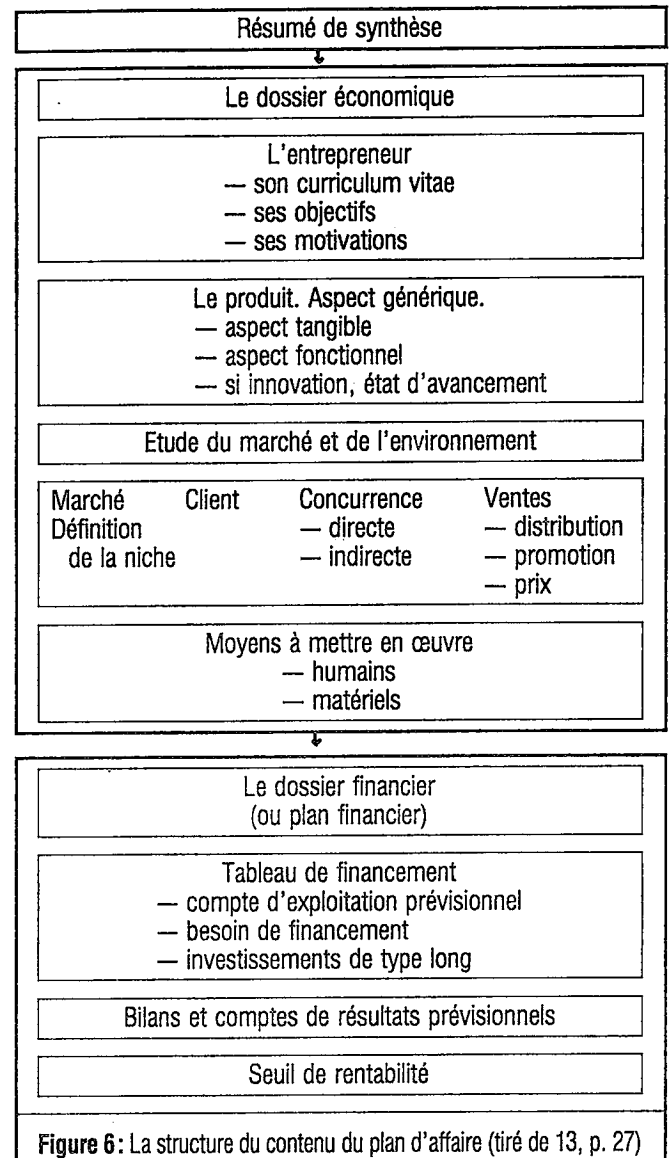 Résumé de synthèse
Le dossier économique
L'entrepreneur
— son curriculum vitae
— ses objectifs
— ses motivations
Le produit. Aspect générique.
— aspect tangible
— aspect fonctionnel
— si innovation, état d'avancement
Etude du marché et de l'environnement
Marché Client Concurrence Ventes
Définition — directe — distribution
de la niche — indirecte — promotion
— prix
Moyens à mettre en œuvre
— humains
— matériels
Le dossier financier
(ou plan financier)
Tableau de financement
— compte d'exploitation prévisionnel
— besoin de financement
— investissements de type long
Bilans et comptes de résultats prévisionnels
Seuil de rentabilité
Figure 6: La structure du contenu du plan d'affaire (tiré de 13, p. 27)